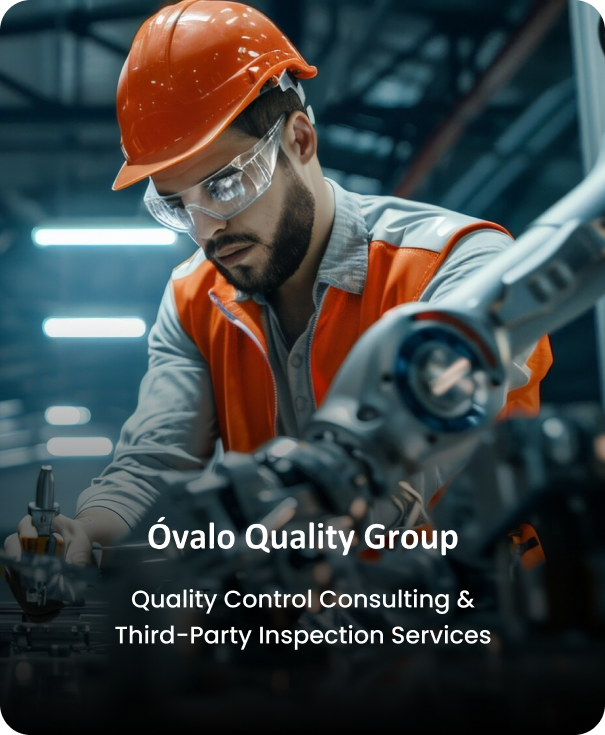 Óvalo Quality Group
Quality Control Consulting &
Third-Party Inspection Services